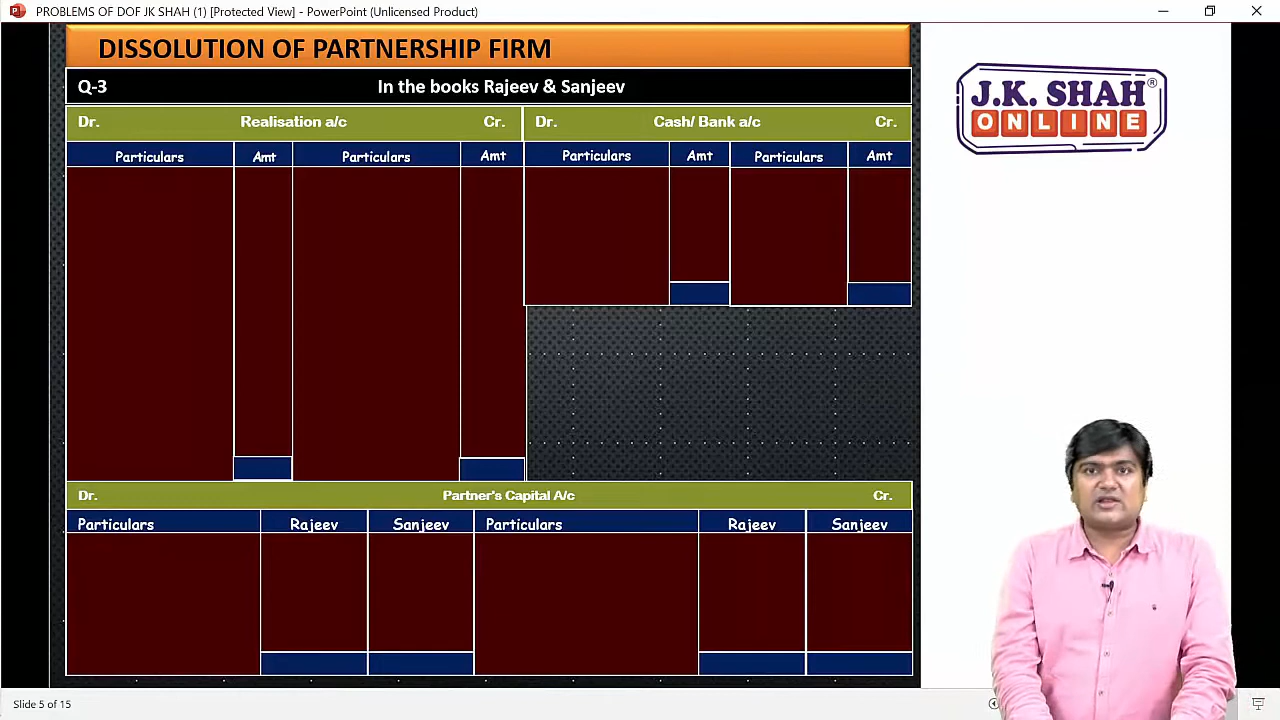 PROBLEMS OF DOF JK SHAH (1) [Protected View] - PowerPoint (Unlicensed Product)
DISSOLUTION OF PARTNERSHIP FIRM
Q-3 In the books Rajeev & Sanjeev
Dr. Realisation a/c Cr. Dr. Cash/ Bank a/c Cr.
Particulars Amt Particulars Amt Particulars Amt Particulars Amt
Dr. Partner's Capital A/c Cr.
Particulars Rajeev Sanjeev Particulars Rajeev Sanjeev
J.K. SHAH®
ONLINE
Slide 5 of 15